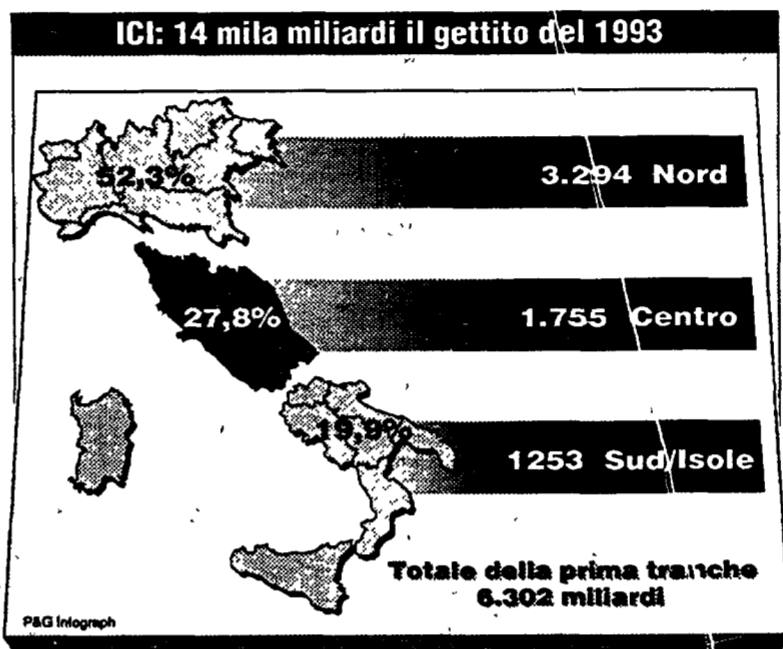 ICI: 14 mila miliardi il gettito del 1993
52,3%
3.294 Nord
27,8%
1.755 Centro
19,9%
1253 Sud/Isole
Totale della prima tranche
6.302 miliardi
P&G Infograph